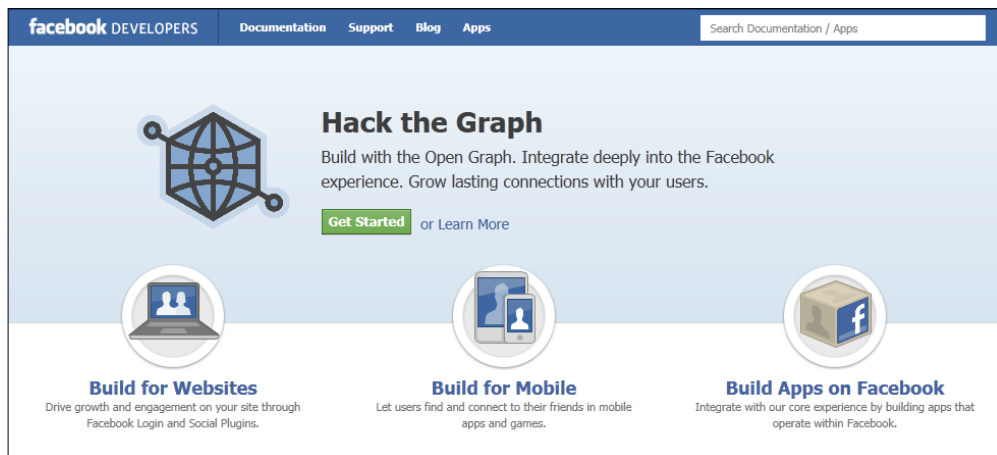 facebook DEVELOPERS Documentation Support Blog Apps Search Documentation / Apps
Hack the Graph
Build with the Open Graph. Integrate deeply into the Facebook
experience. Grow lasting connections with your users.
Get Started or Learn More
Build for Websites
Drive growth and engagement on your site through
Facebook Login and Social Plugins.
Build for Mobile
Let users find and connect to their friends in mobile
apps and games.
f
Build Apps on Facebook
Integrate with our core experience by building apps that
operate within Facebook.